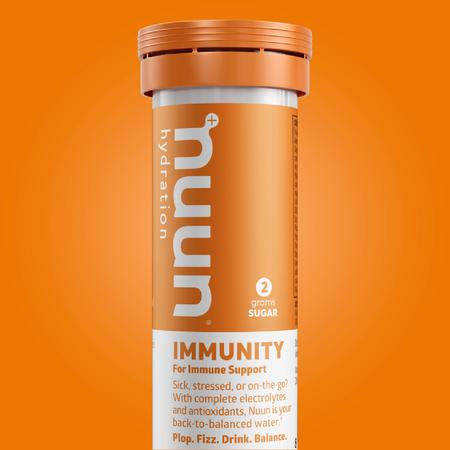 nuun
hydration
2
grams
SUGAR
IMMUNITY
For Immune Support
Sick, stressed, or on-the-go?
With complete electrolytes
and antioxidants, Nuun is your
back-to-balanced water.*
Plop. Fizz. Drink. Balance.